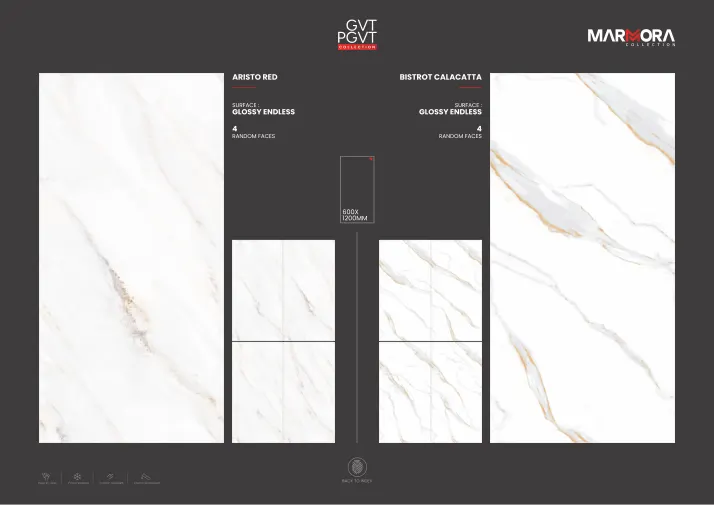 GVT
PGVT
COLLECTION
MARMORA
COLLECTION
ARISTO RED
SURFACE :
GLOSSY ENDLESS
4
RANDOM FACES
BISTROT CALACATTA
SURFACE :
GLOSSY ENDLESS
4
RANDOM FACES
600X
1200MM
BACK TO INDEX